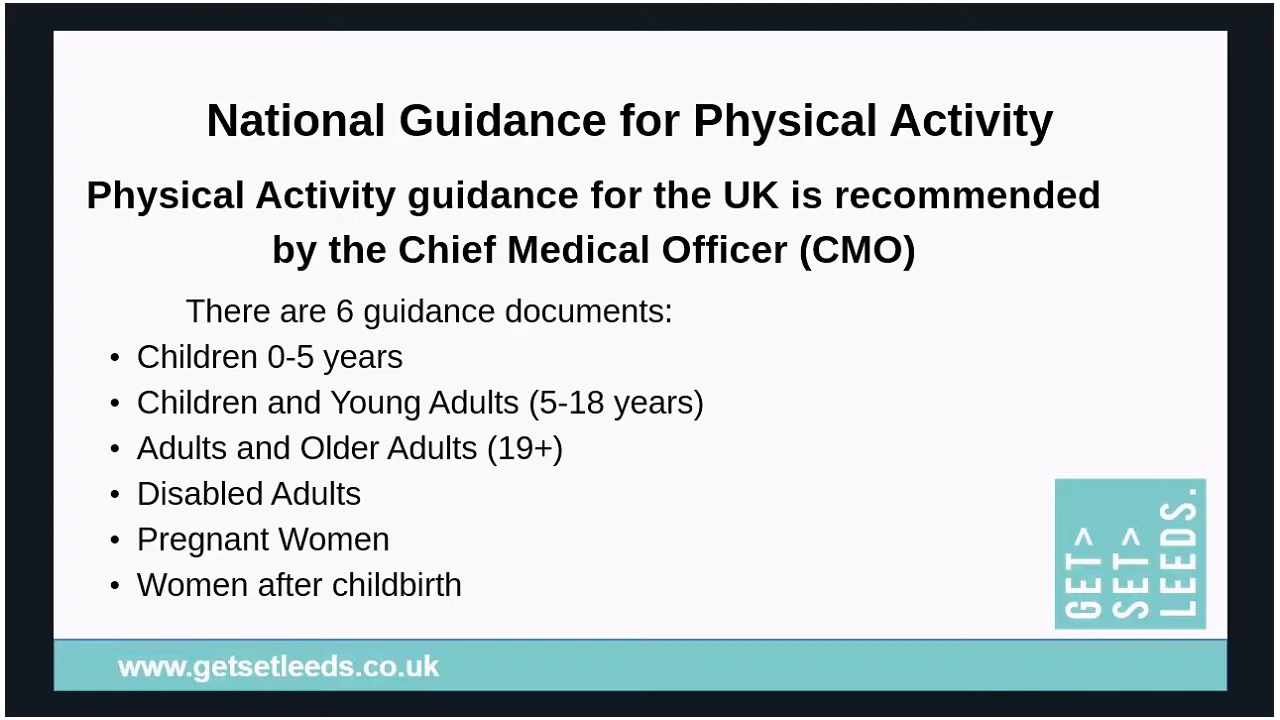 National Guidance for Physical Activity
Physical Activity guidance for the UK is recommended
by the Chief Medical Officer (CMO)
There are 6 guidance documents:
• Children 0-5 years
• Children and Young Adults (5-18 years)
• Adults and Older Adults (19+)
• Disabled Adults
• Pregnant Women
• Women after childbirth
GET>
SET>
LEEDS.
www.getsetleeds.co.uk